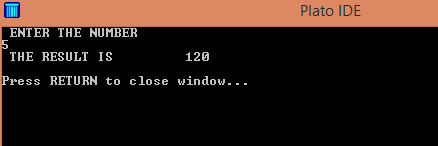 Plato IDE
ENTER THE NUMBER
5
THE RESULT IS 120
Press RETURN to close window...